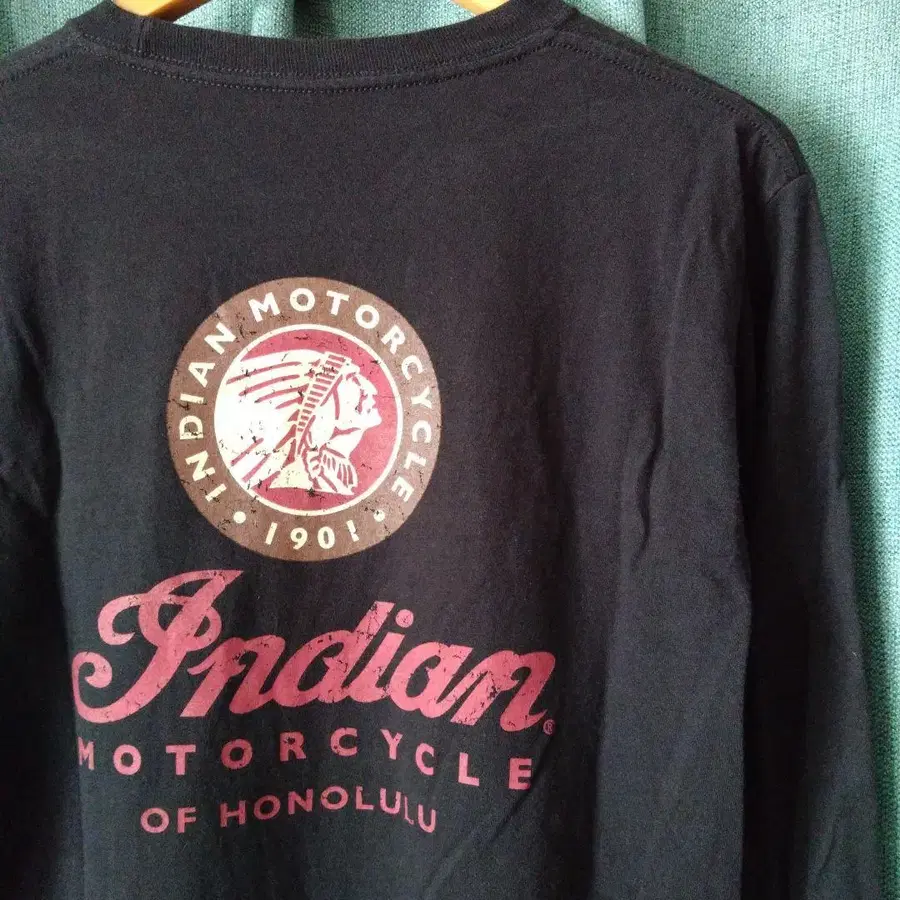 INDIAN MOTORCYCLE
• 1901 •
Indian®
MOTORCYCLE
OF HONOLULU